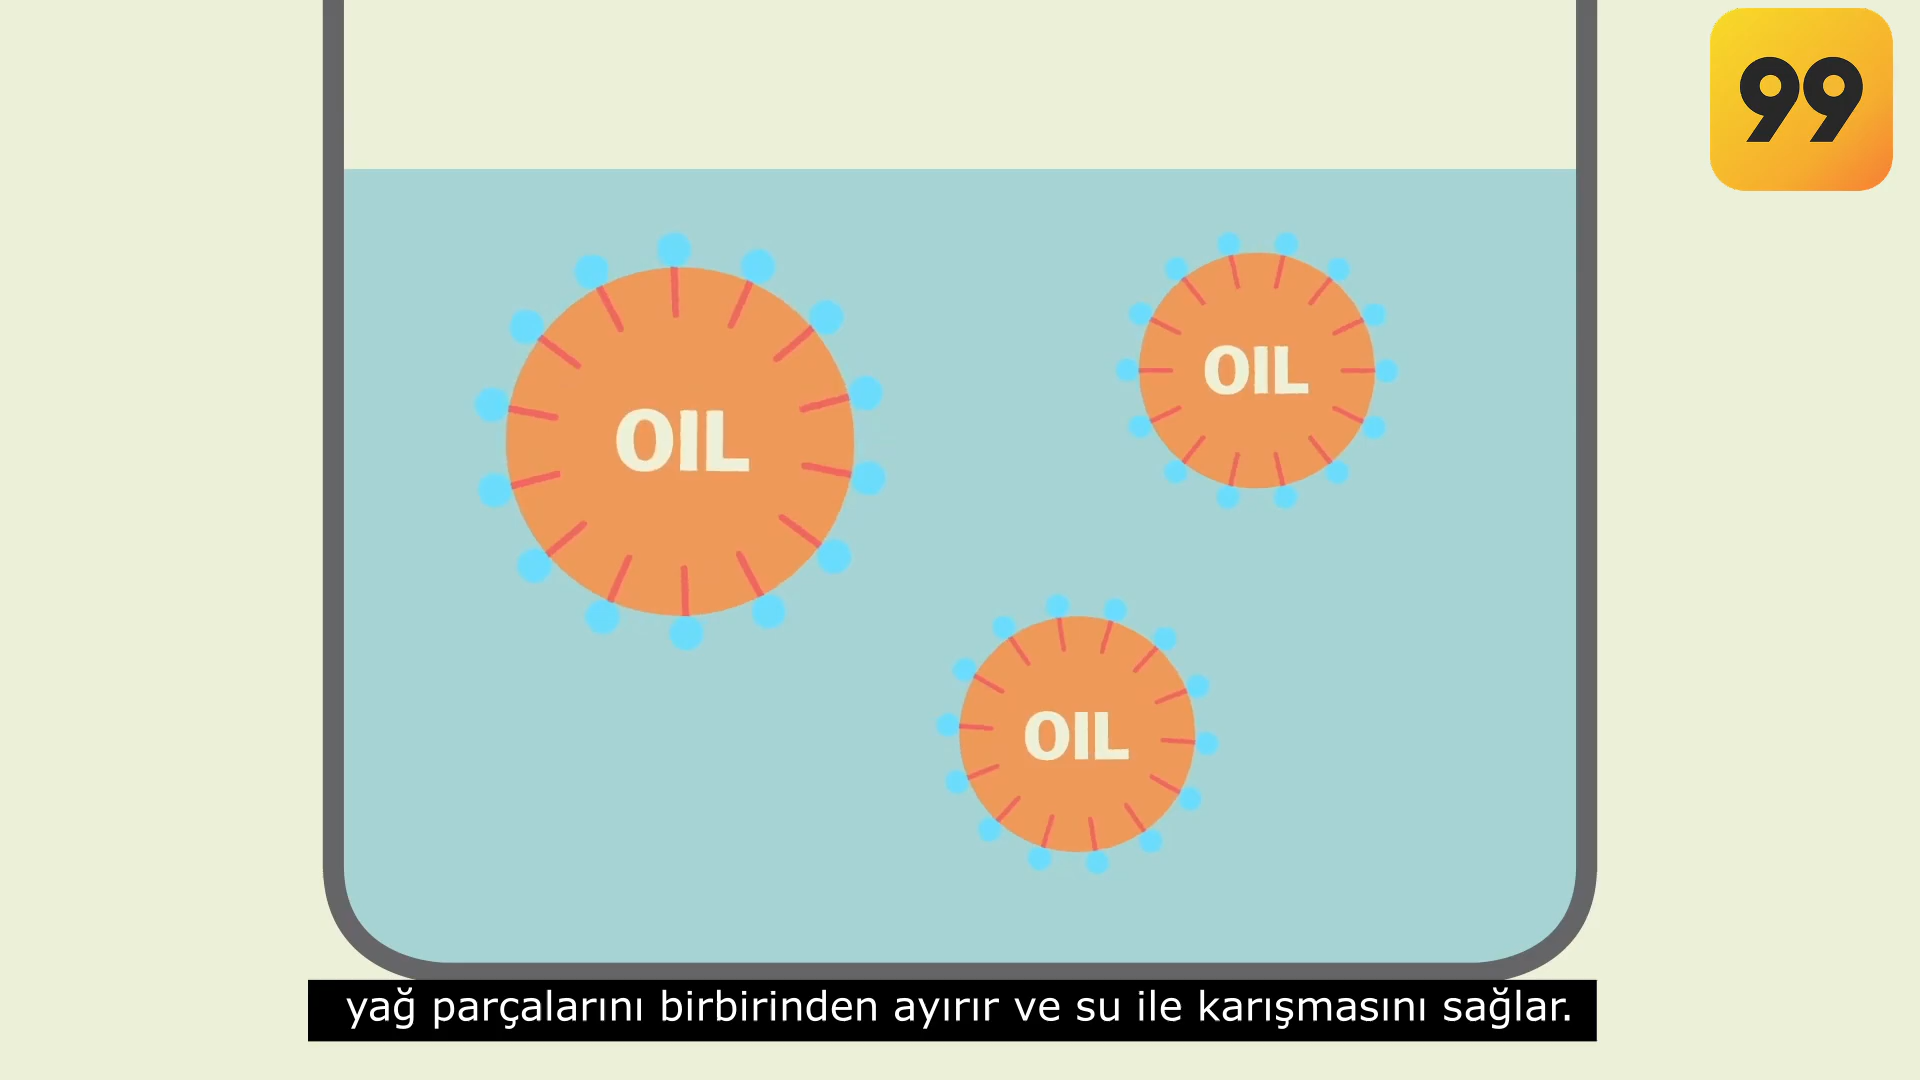 99
OIL
OIL
OIL
yağ parçalarını birbirinden ayırır ve su ile karışmasını sağlar.